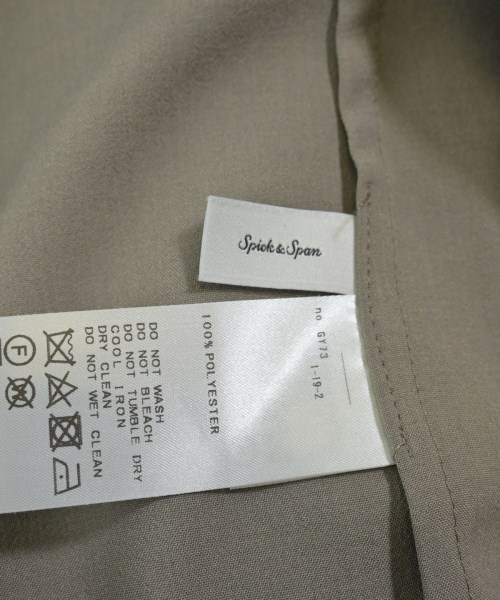 Spick & Span
no. GY73
1-19-2
100% POLYESTER
DO NOT WASH
DO NOT BLEACH
DO NOT TUMBLE DRY
COOL IRON
DRY CLEAN
DO NOT WET CLEAN
F
W